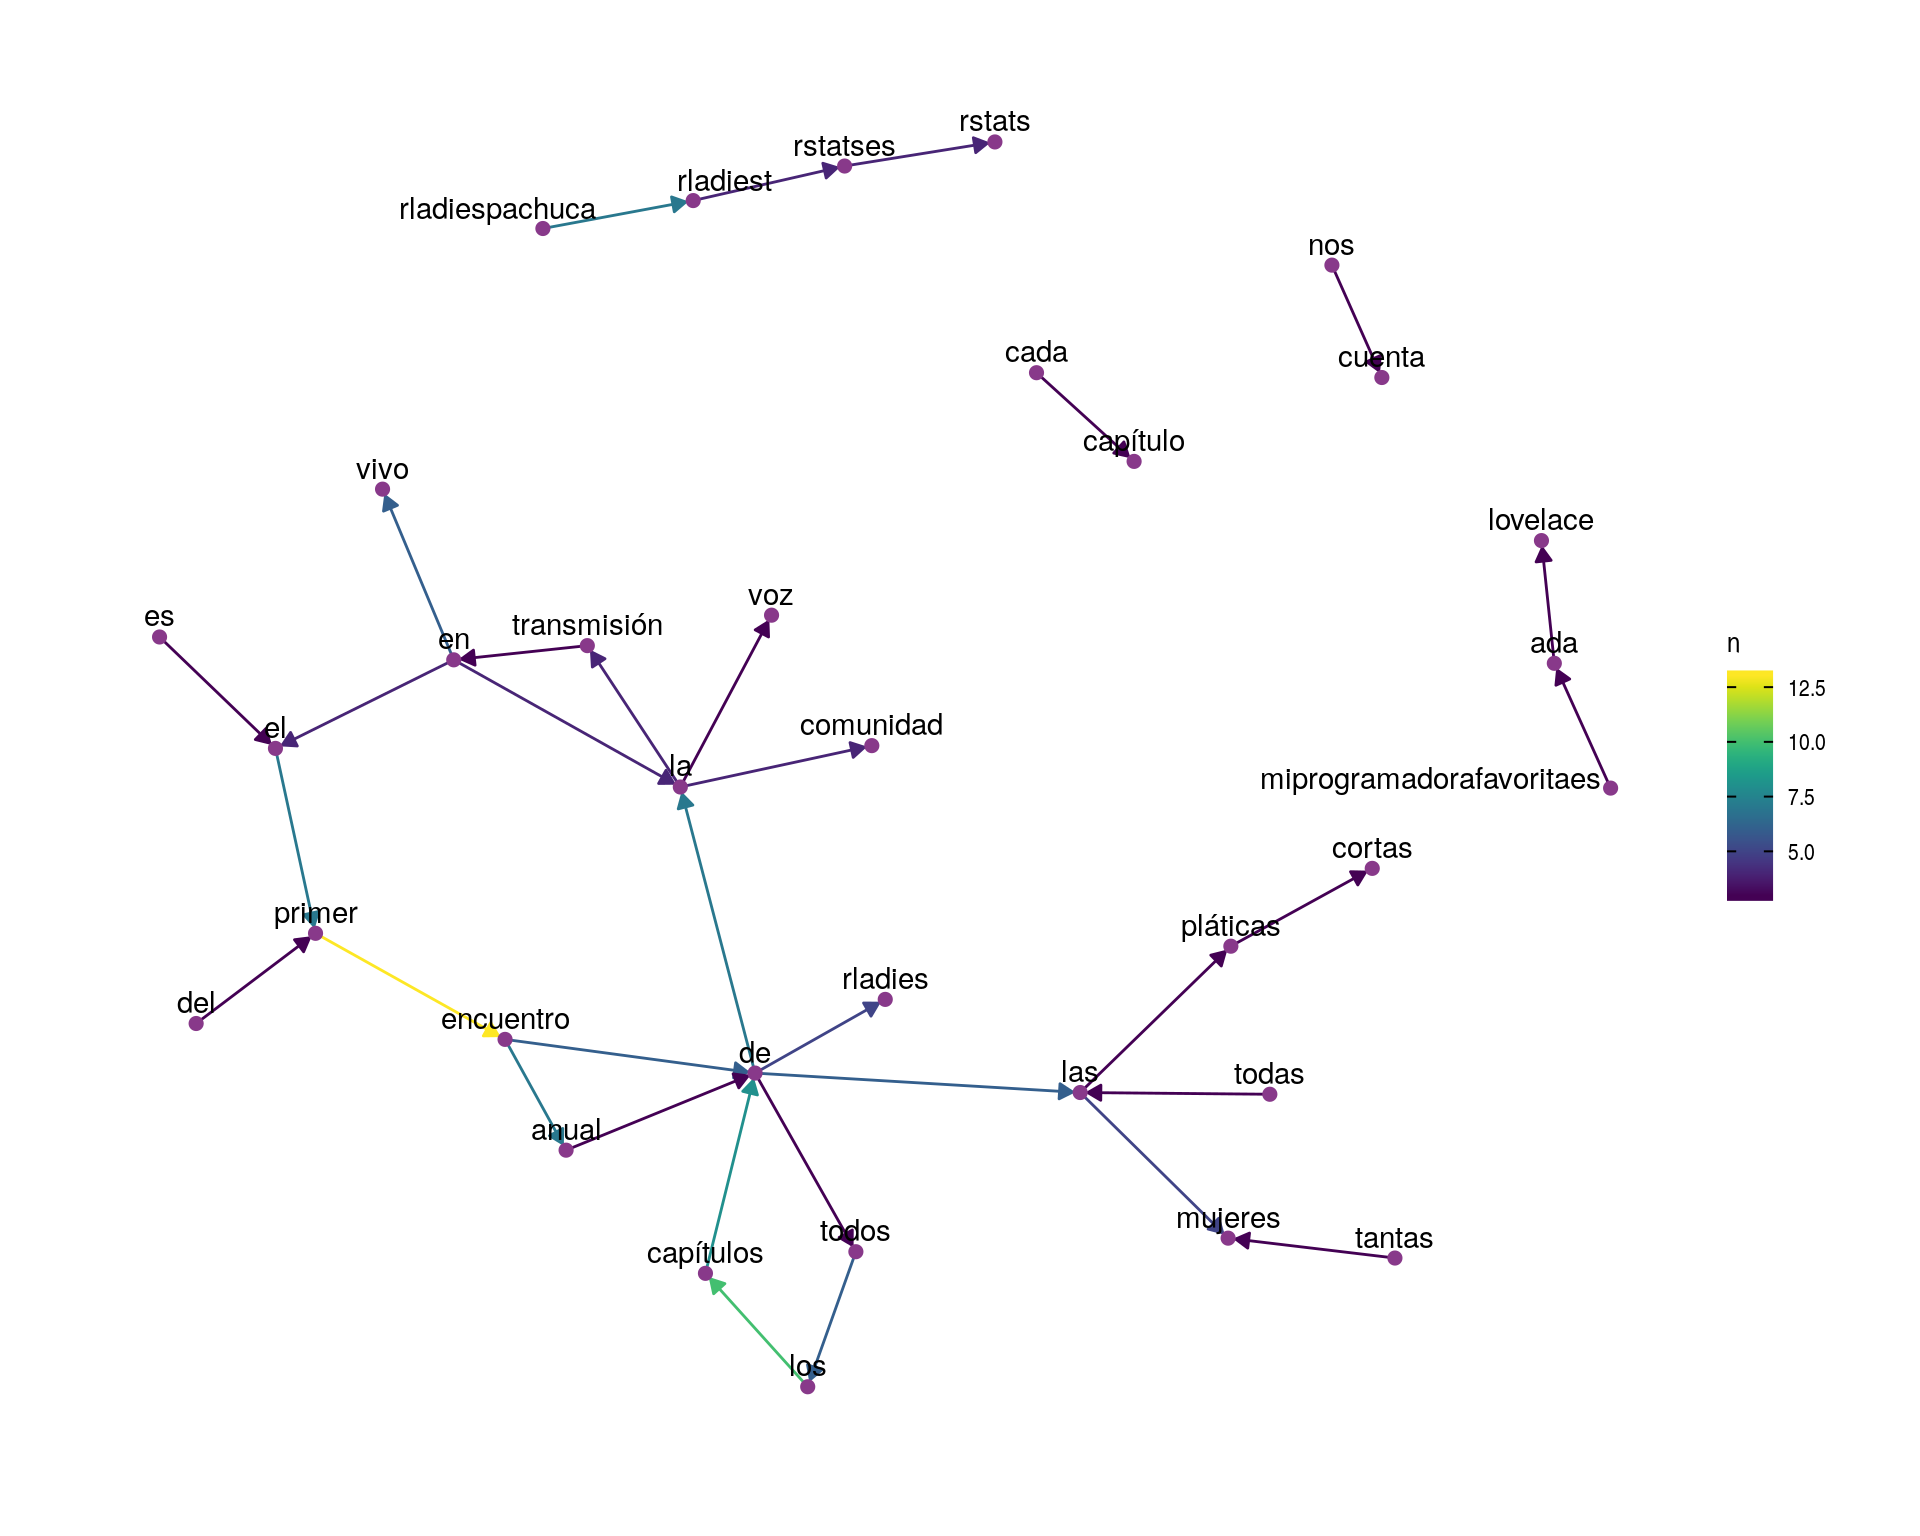 rstats
rstatses
rladiest
rladiespachuca
nos
cada
cuenta
capítulo
vivo
lovelace
voz
es
transmisión
en
ada
n
el
comunidad
la
miprogramadorafavoritaes
12.5
10.0
7.5
5.0
cortas
primer
pláticas
rladies
del
encuentro
de
las
todas
anual
mujeres
todos
tantas
capítulos
los